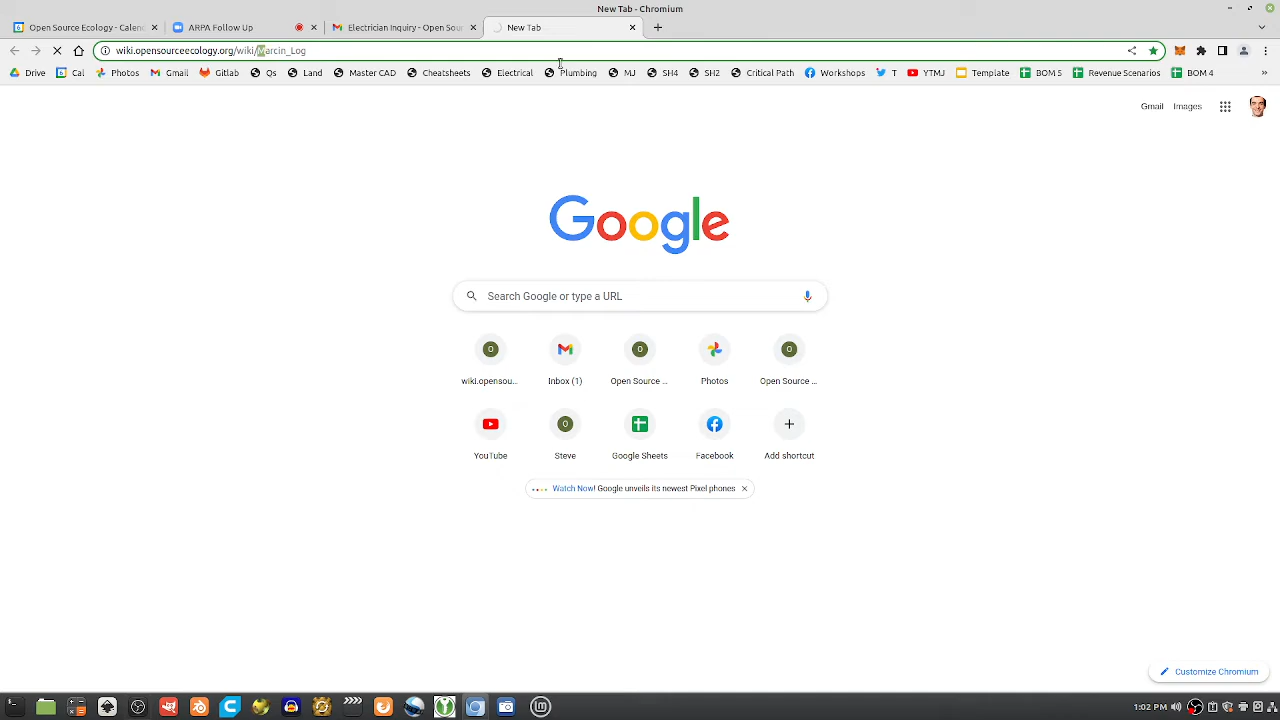 New Tab - Chromium
Open Source Ecology - Calend
ARPA Follow Up
Electrician Inquiry - Open Sour
New Tab
wiki.opensourceecology.org/wiki/Marcin_Log
Drive
Cal
Photos
Gmail
Gitlab
Qs
Land
Master CAD
Cheatsheets
Electrical
Plumbing
NJ
SH4
SH2
Critical Path
Workshops
T
YTMJ
Template
BOM 5
Revenue Scenarios
BOM 4
»
Gmail
Images
Google
Search Google or type a URL
O
O
O
wiki.opensou...
Inbox (1)
Open Source ...
Photos
Open Source ...
O
YouTube
Steve
Google Sheets
Facebook
Add shortcut
Watch Now! Google unveils its newest Pixel phones
Customize Chromium
1:02 PM